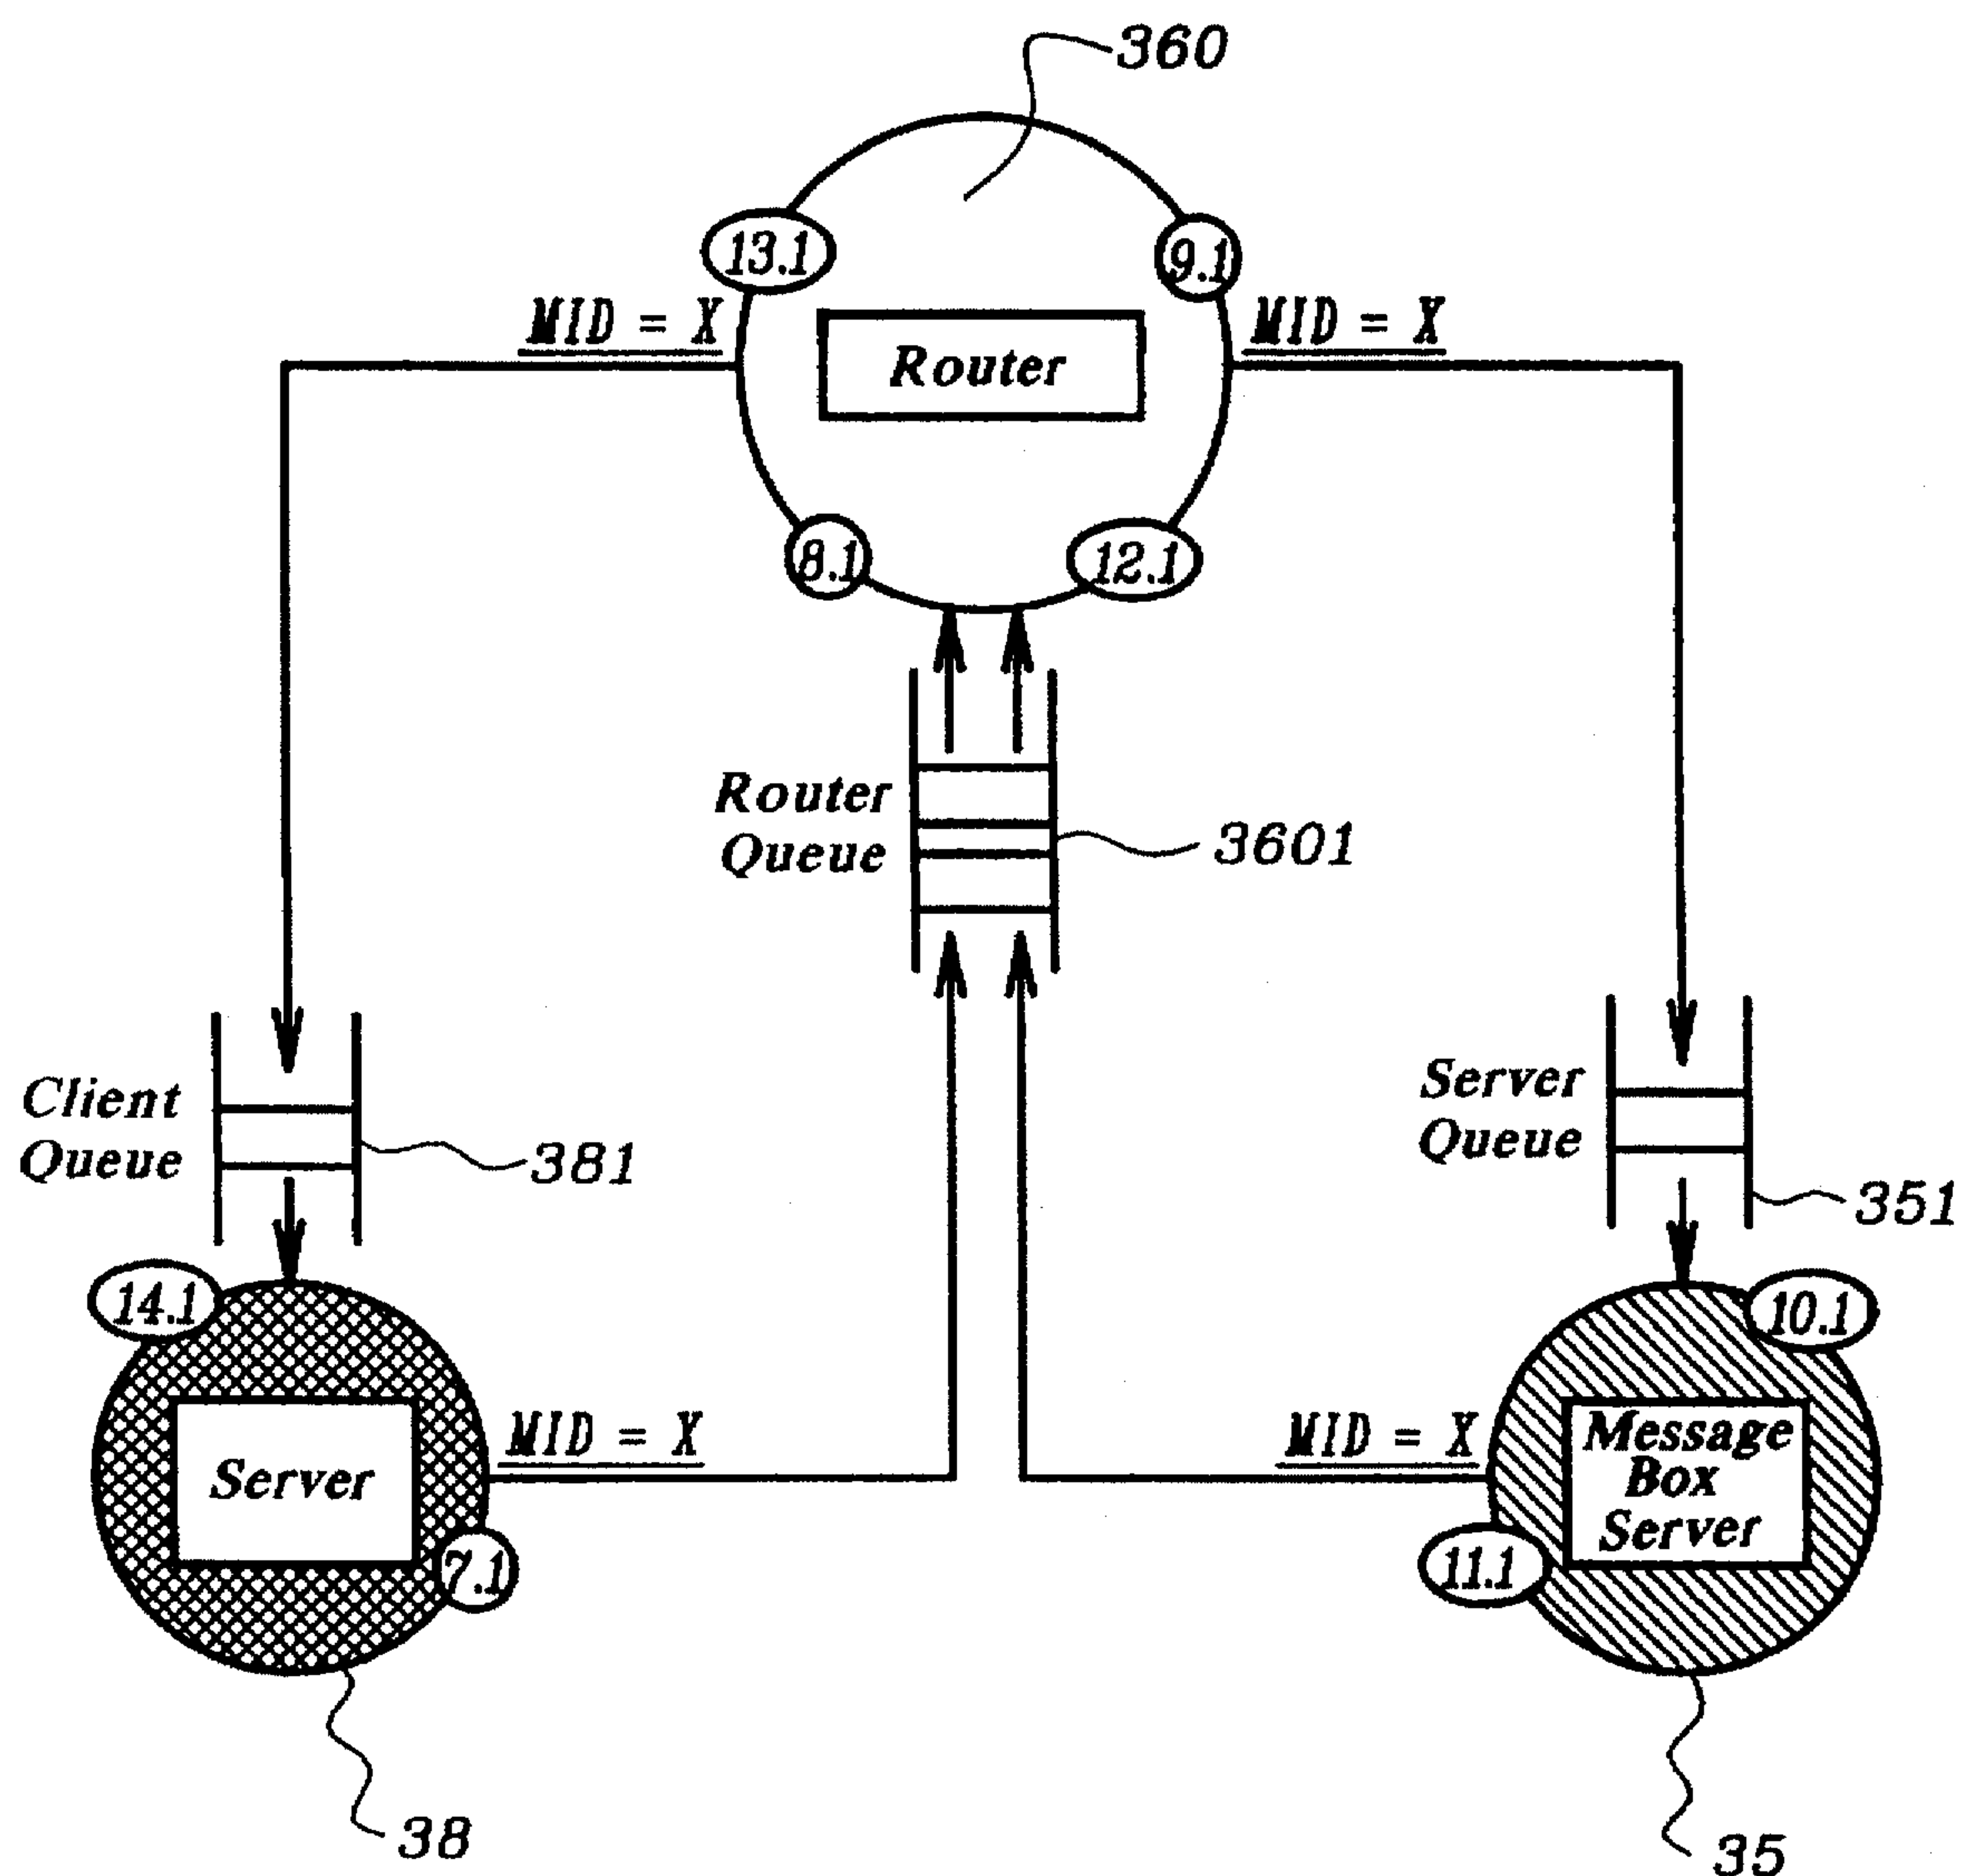 360
13.1
9.1
MID = X
MID = X
Router
8.1
12.1
Router
Queue
3601
Client
Queue
381
Server
Queue
351
14.1
10.1
MID = X
MID = X
Server
Message
Box
Server
7.1
11.1
38
35